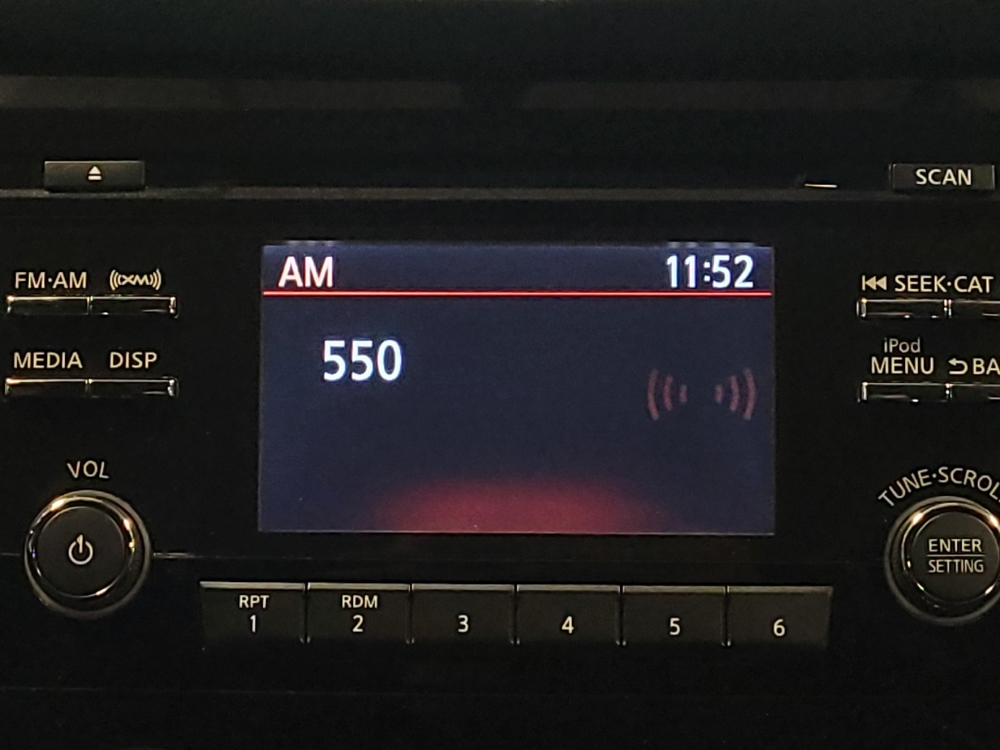 SCAN
FM·AM XM
SEEK·CAT
MEDIA DISP
iPod
MENU BA
AM 11:52
550
VOL
TUNE·SCROL
ENTER
SETTING
RPT RDM
1 2 3 4 5 6